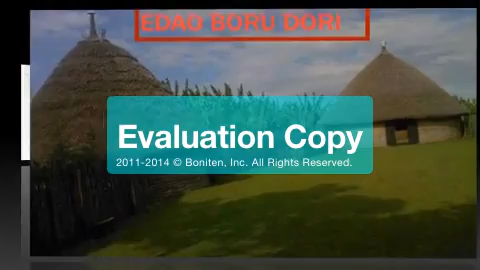 EDAO BORU DORI
Evaluation Copy
2011-2014 © Boniten, Inc. All Rights Reserved.